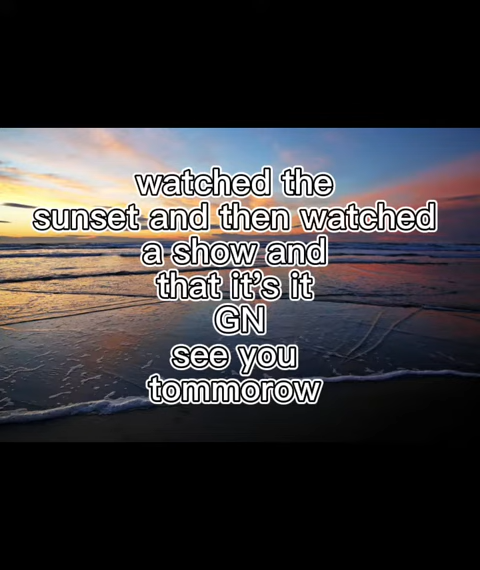 watched the
sunset and then watched
a show and
that it’s it
GN
see you
tommorow